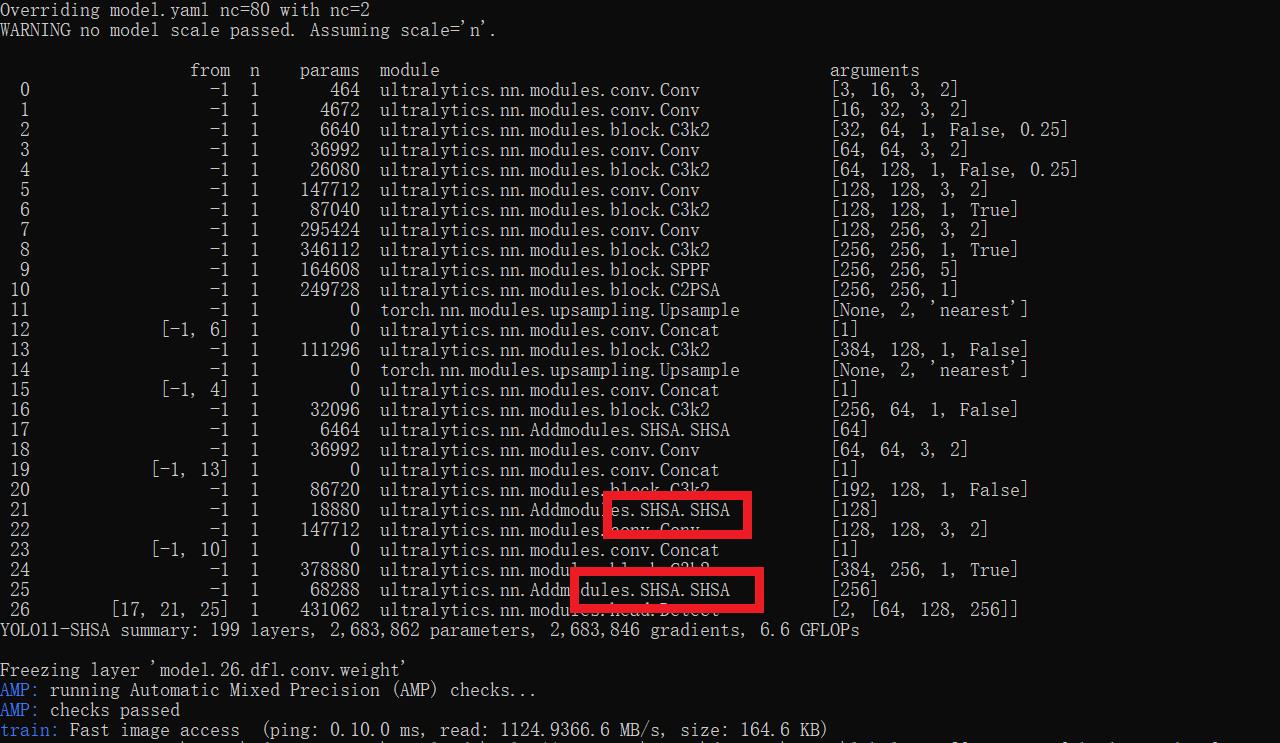 Overriding model.yaml nc=80 with nc=2
WARNING no model scale passed. Assuming scale='n'.
from n params module arguments
0 -1 1 464 ultralytics.nn.modules.conv.Conv [3, 16, 3, 2]
1 -1 1 4672 ultralytics.nn.modules.conv.Conv [16, 32, 3, 2]
2 -1 1 6640 ultralytics.nn.modules.block.C3k2 [32, 64, 1, False, 0.25]
3 -1 1 36992 ultralytics.nn.modules.conv.Conv [64, 64, 3, 2]
4 -1 1 26080 ultralytics.nn.modules.block.C3k2 [64, 128, 1, False, 0.25]
5 -1 1 147712 ultralytics.nn.modules.conv.Conv [128, 128, 3, 2]
6 -1 1 87040 ultralytics.nn.modules.block.C3k2 [128, 128, 1, True]
7 -1 1 295424 ultralytics.nn.modules.conv.Conv [128, 256, 3, 2]
8 -1 1 346112 ultralytics.nn.modules.block.C3k2 [256, 256, 1, True]
9 -1 1 164608 ultralytics.nn.modules.block.SPPF [256, 256, 5]
10 -1 1 249728 ultralytics.nn.modules.block.C2PSA [256, 256, 1]
11 -1 1 0 torch.nn.modules.upsampling.Upsample [None, 2, 'nearest']
12 [-1, 6] 1 0 ultralytics.nn.modules.conv.Concat [1]
13 -1 1 111296 ultralytics.nn.modules.block.C3k2 [384, 128, 1, False]
14 -1 1 0 torch.nn.modules.upsampling.Upsample [None, 2, 'nearest']
15 [-1, 4] 1 0 ultralytics.nn.modules.conv.Concat [1]
16 -1 1 32096 ultralytics.nn.modules.block.C3k2 [256, 64, 1, False]
17 -1 1 6464 ultralytics.nn.Addmodules.SHSA.SHSA [64]
18 -1 1 36992 ultralytics.nn.modules.conv.Conv [64, 64, 3, 2]
19 [-1, 13] 1 0 ultralytics.nn.modules.conv.Concat [1]
20 -1 1 86720 ultralytics.nn.modules.block.C3k2 [192, 128, 1, False]
21 -1 1 18880 ultralytics.nn.Addmodules.SHSA.SHSA [128]
22 -1 1 147712 ultralytics.nn.modules.conv.Conv [128, 128, 3, 2]
23 [-1, 10] 1 0 ultralytics.nn.modules.conv.Concat [1]
24 -1 1 378880 ultralytics.nn.modules.block.C3k2 [384, 256, 1, True]
25 -1 1 68288 ultralytics.nn.Addmodules.SHSA.SHSA [256]
26 [17, 21, 25] 1 431062 ultralytics.nn.modules.head.Detect [2, [64, 128, 256]]
YOLO11-SHSA summary: 199 layers, 2,683,862 parameters, 2,683,846 gradients, 6.6 GFLOPs
Freezing layer 'model.26.dfl.conv.weight'
AMP: running Automatic Mixed Precision (AMP) checks...
AMP: checks passed
train: Fast image access (ping: 0.10.0 ms, read: 1124.9366.6 MB/s, size: 164.6 KB)